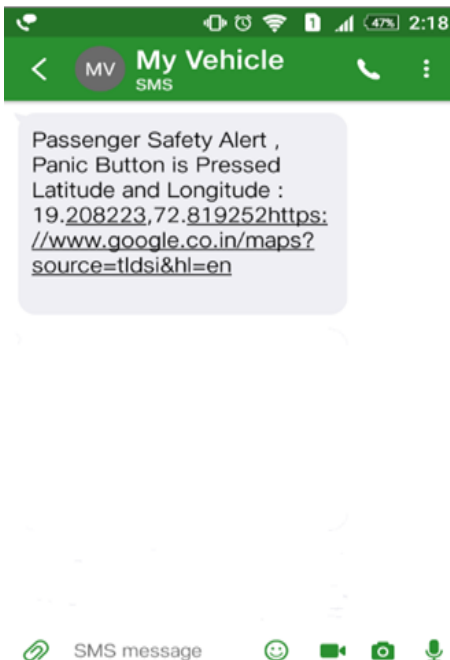 1 47% 2:18
MV My Vehicle
SMS
Passenger Safety Alert ,
Panic Button is Pressed
Latitude and Longitude :
19.208223,72.819252https:
//www.google.co.in/maps?
source=tldsi&hl=en
SMS message